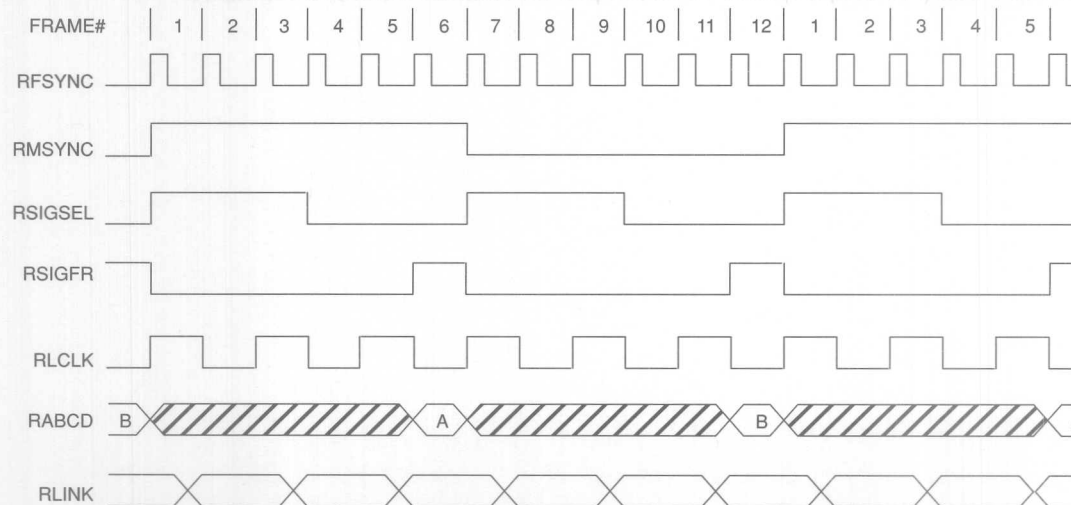 FRAME# 1 2 3 4 5 6 7 8 9 10 11 12 1 2 3 4 5
RFSYNC
RMSYNC
RSIGSEL
RSIGFR
RLCLK
RABCD B A B
RLINK